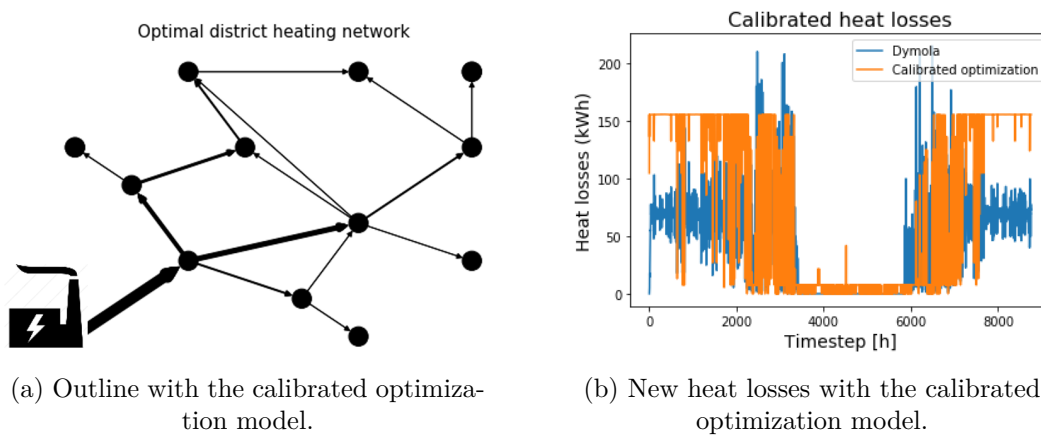 Optimal district heating network
(a) Outline with the calibrated optimiza-
tion model.
Calibrated heat losses
Dymola
Calibrated optimization
Heat losses (kWh)
200
150
100
50
0
0 2000 4000 6000 8000
Timestep [h]
(b) New heat losses with the calibrated
optimization model.